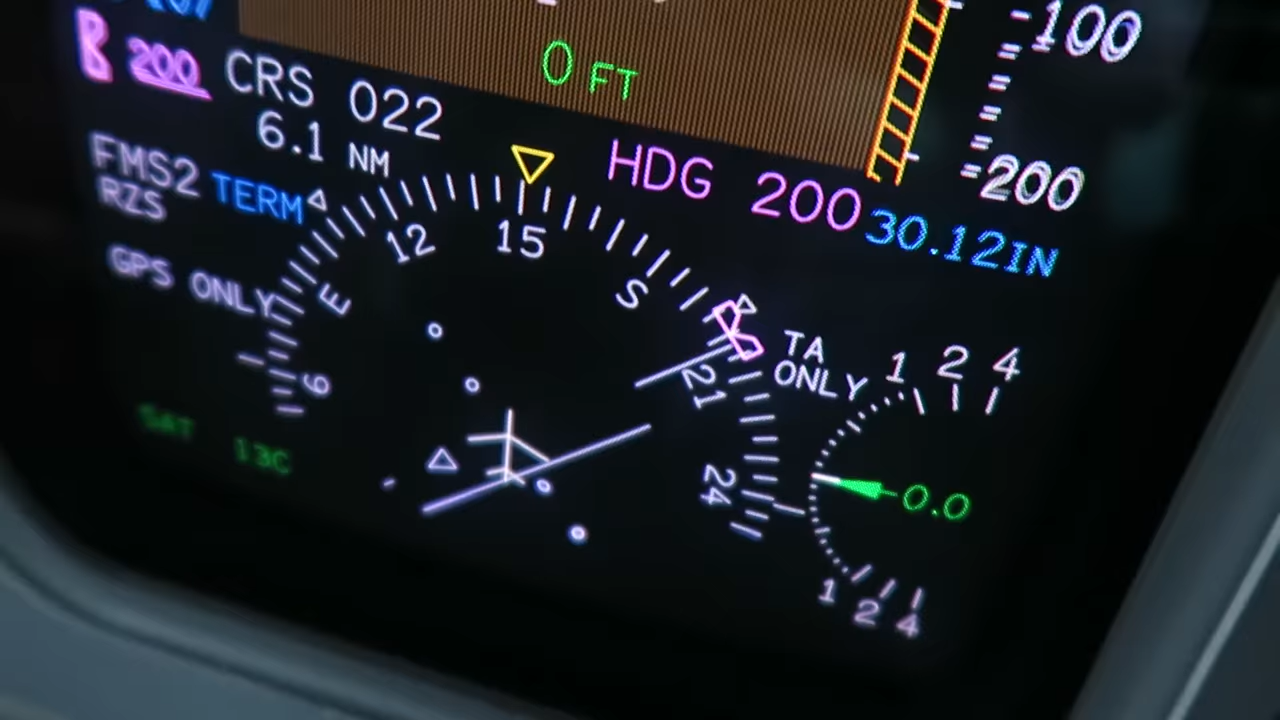 100
0 FT
200
CRS 022
6.1 NM
HDG 200
200
30.12IN
FMS2
TERM
RZS
GPS ONLY
12
15
S
E
6
21
24
TA
ONLY
1 2 4
0.0
1 2 4
SAT 13C